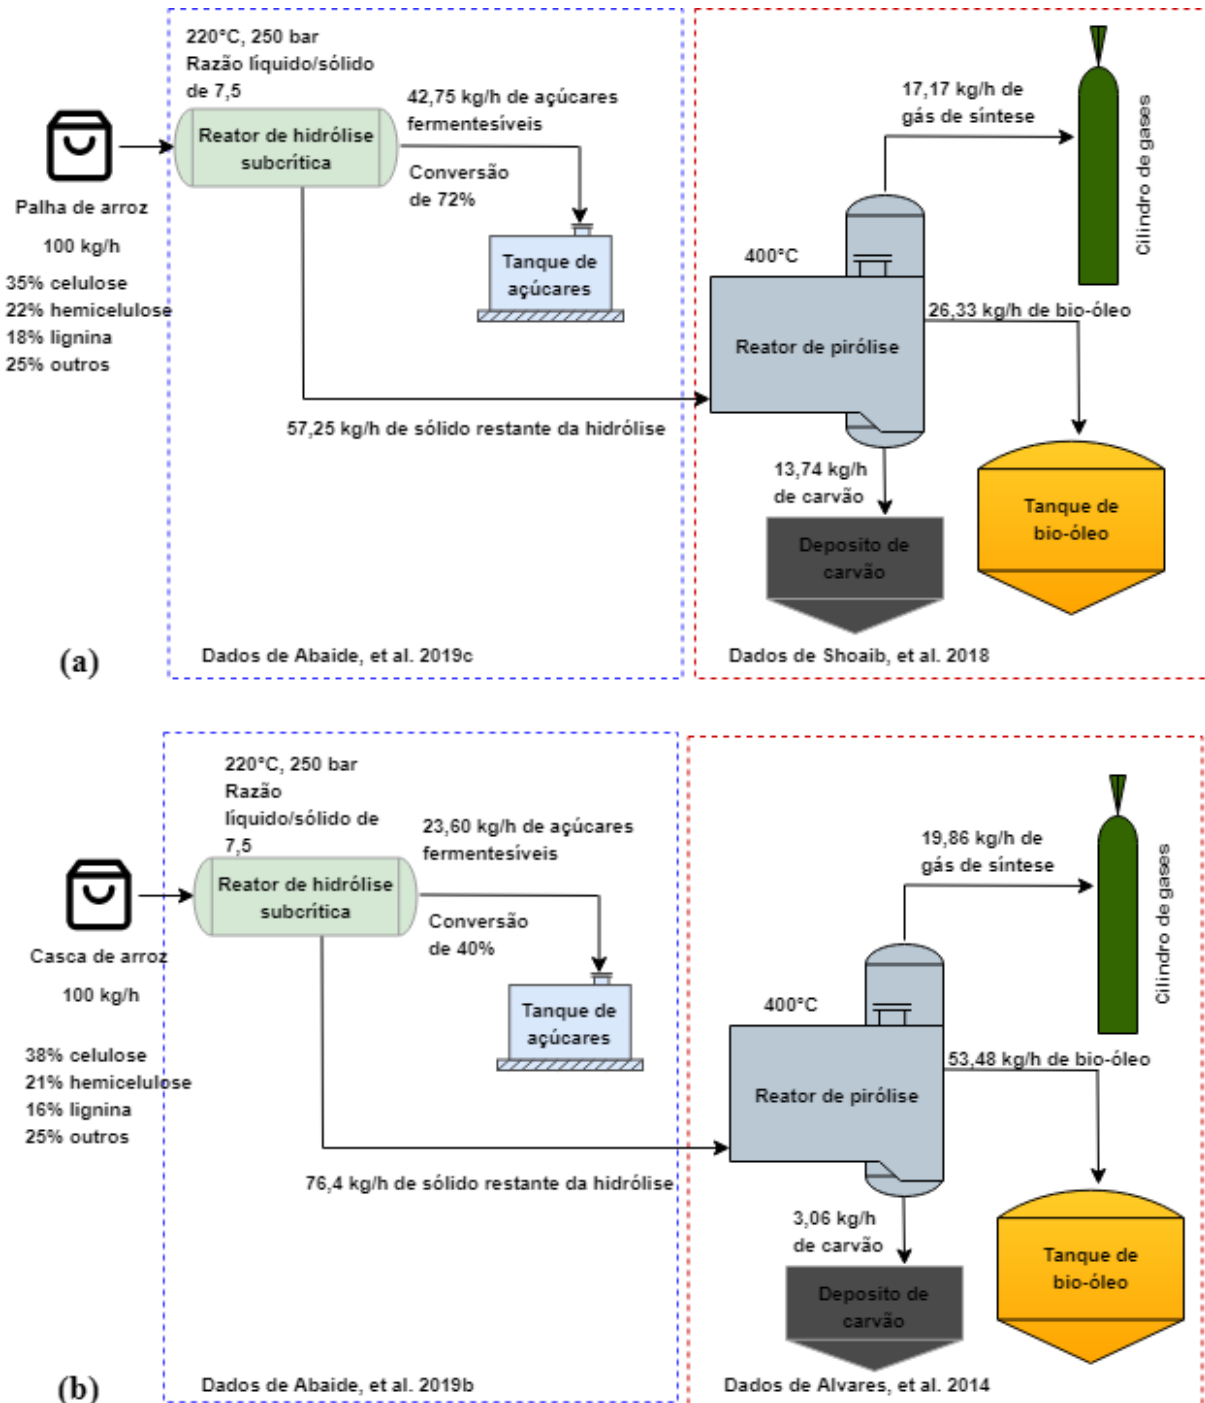 220°C, 250 bar
Razão líquido/sólido
de 7,5
Reator de hidrólise
subcrítica
42,75 kg/h de açúcares
fermentesíveis
Conversão
de 72%
Tanque de
açúcares
Palha de arroz
100 kg/h
35% celulose
22% hemicelulose
18% lignina
25% outros
57,25 kg/h de sólido restante da hidrólise
17,17 kg/h de
gás de síntese
Cilindro de gases
400°C
Reator de pirólise
26,33 kg/h de bio-óleo
13,74 kg/h
de carvão
Deposito de
carvão
Tanque de
bio-óleo
(a)
Dados de Abaide, et al. 2019c
Dados de Shoaib, et al. 2018
220°C, 250 bar
Razão
líquido/sólido de
7,5
Reator de hidrólise
subcrítica
23,60 kg/h de açúcares
fermentesíveis
Conversão
de 40%
Tanque de
açúcares
Casca de arroz
100 kg/h
38% celulose
21% hemicelulose
16% lignina
25% outros
76,4 kg/h de sólido restante da hidrólise
19,86 kg/h de
gás de síntese
Cilindro de gases
400°C
Reator de pirólise
53,48 kg/h de bio-óleo
3,06 kg/h
de carvão
Deposito de
carvão
Tanque de
bio-óleo
(b)
Dados de Abaide, et al. 2019b
Dados de Alvares, et al. 2014